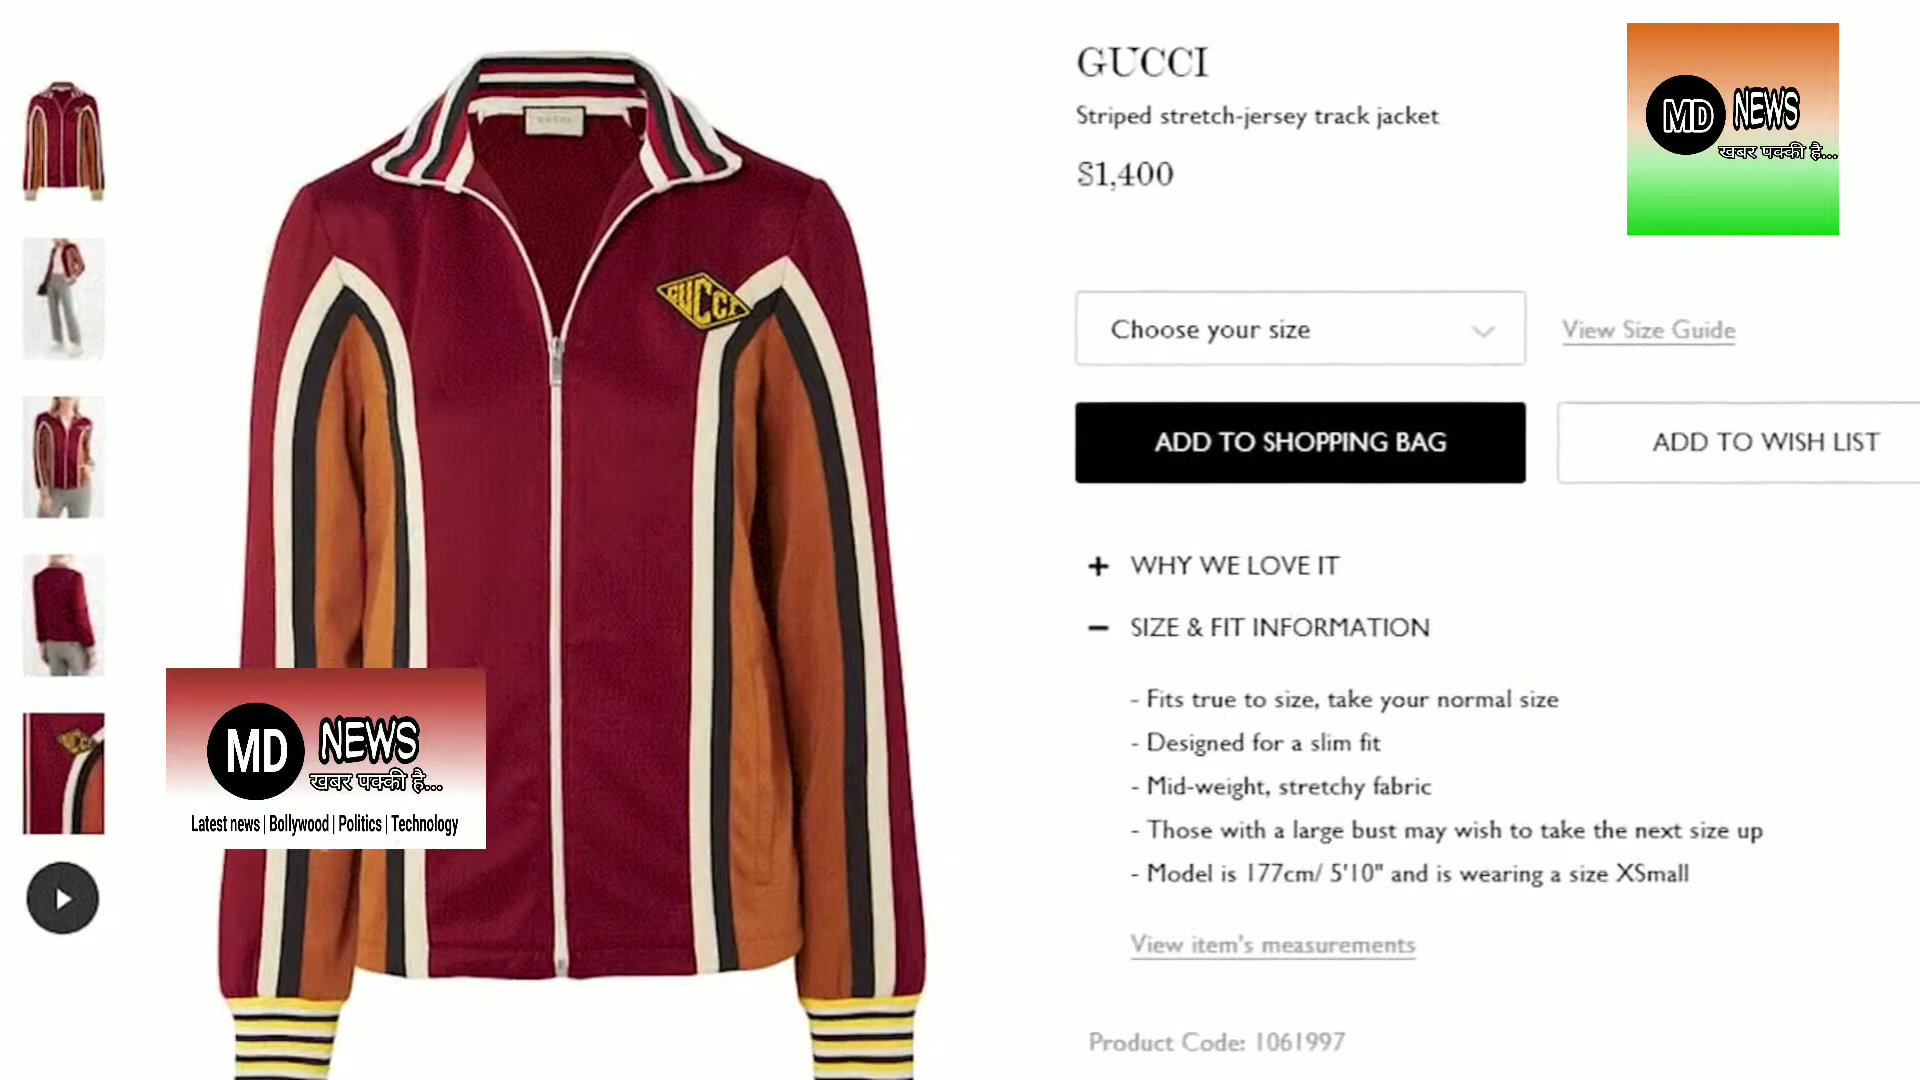 GUCCI
Striped stretch-jersey track jacket
$1,400
MD NEWS
खबर पक्की है...
GUCCI
GUCCI
Choose your size
View Size Guide
ADD TO SHOPPING BAG
ADD TO WISH LIST
+ WHY WE LOVE IT
− SIZE & FIT INFORMATION
- Fits true to size, take your normal size
- Designed for a slim fit
- Mid-weight, stretchy fabric
- Those with a large bust may wish to take the next size up
- Model is 177cm/ 5'10" and is wearing a size XSmall
View item's measurements
Product Code: 1061997
MD NEWS
खबर पक्की है...
Latest news | Bollywood | Politics | Technology